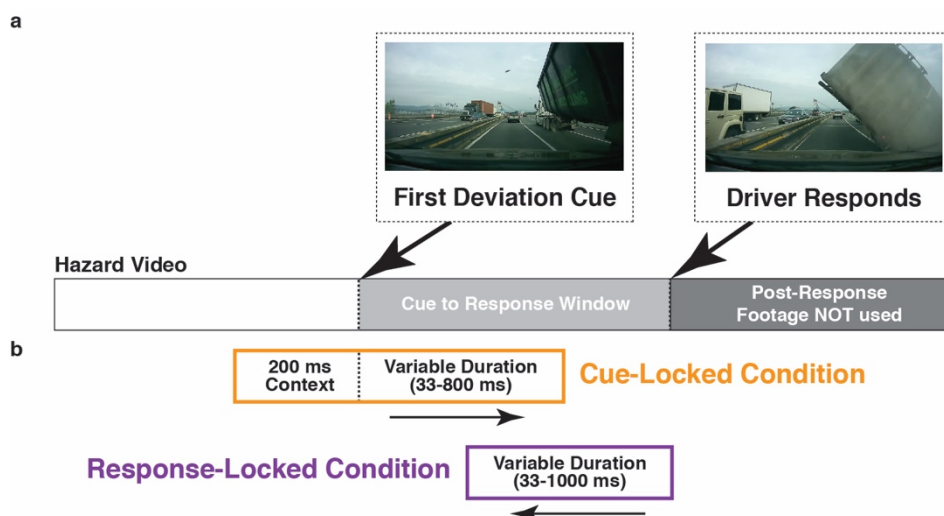 a
First Deviation Cue
Driver Responds
Hazard Video
Cue to Response Window
Post-Response
Footage NOT used
b
200 ms
Context
Variable Duration
(33-800 ms)
Cue-Locked Condition
Response-Locked Condition
Variable Duration
(33-1000 ms)